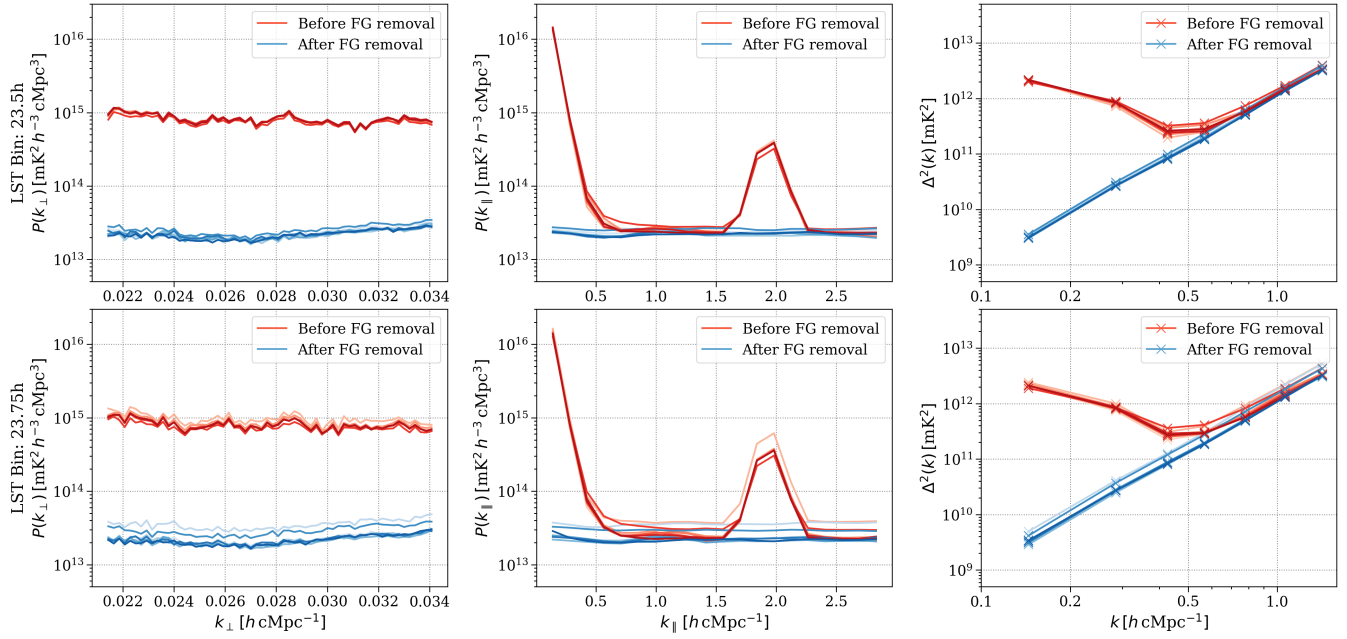 LST Bin: 23.5h
P(k⊥) [mK² h⁻³ cMpc³]
10¹⁶
10¹⁵
10¹⁴
10¹³
Before FG removal
After FG removal
0.022 0.024 0.026 0.028 0.030 0.032 0.034
P(k∥) [mK² h⁻³ cMpc³]
10¹⁶
10¹⁵
10¹⁴
10¹³
Before FG removal
After FG removal
0.5 1.0 1.5 2.0 2.5
Δ²(k) [mK²]
10¹³
10¹²
10¹¹
10¹⁰
10⁹
Before FG removal
After FG removal
0.1 0.2 0.5 1.0
LST Bin: 23.75h
P(k⊥) [mK² h⁻³ cMpc³]
10¹⁶
10¹⁵
10¹⁴
10¹³
Before FG removal
After FG removal
0.022 0.024 0.026 0.028 0.030 0.032 0.034
k⊥ [h cMpc⁻¹]
P(k∥) [mK² h⁻³ cMpc³]
10¹⁶
10¹⁵
10¹⁴
10¹³
Before FG removal
After FG removal
0.5 1.0 1.5 2.0 2.5
k∥ [h cMpc⁻¹]
Δ²(k) [mK²]
10¹³
10¹²
10¹¹
10¹⁰
10⁹
Before FG removal
After FG removal
0.1 0.2 0.5 1.0
k [h cMpc⁻¹]